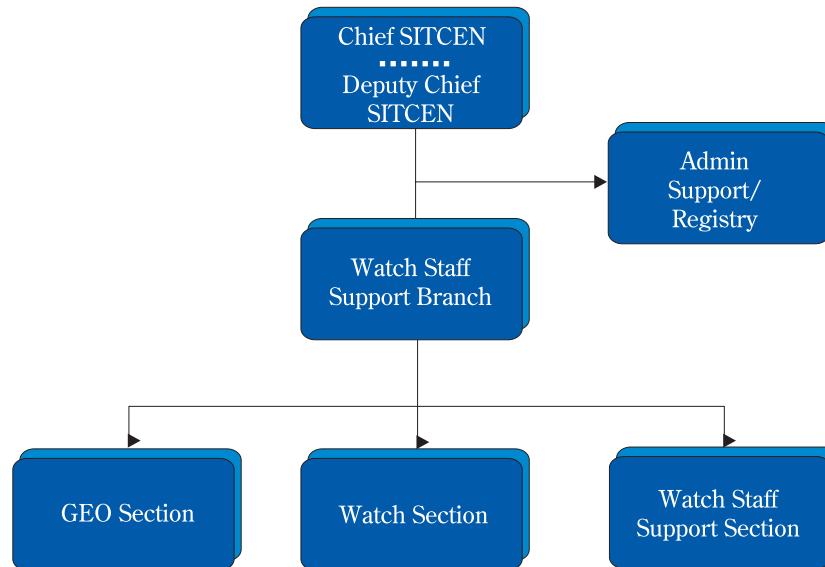 Chief SITCEN
Deputy Chief
SITCEN
Admin
Support/
Registry
Watch Staff
Support Branch
GEO Section
Watch Section
Watch Staff
Support Section